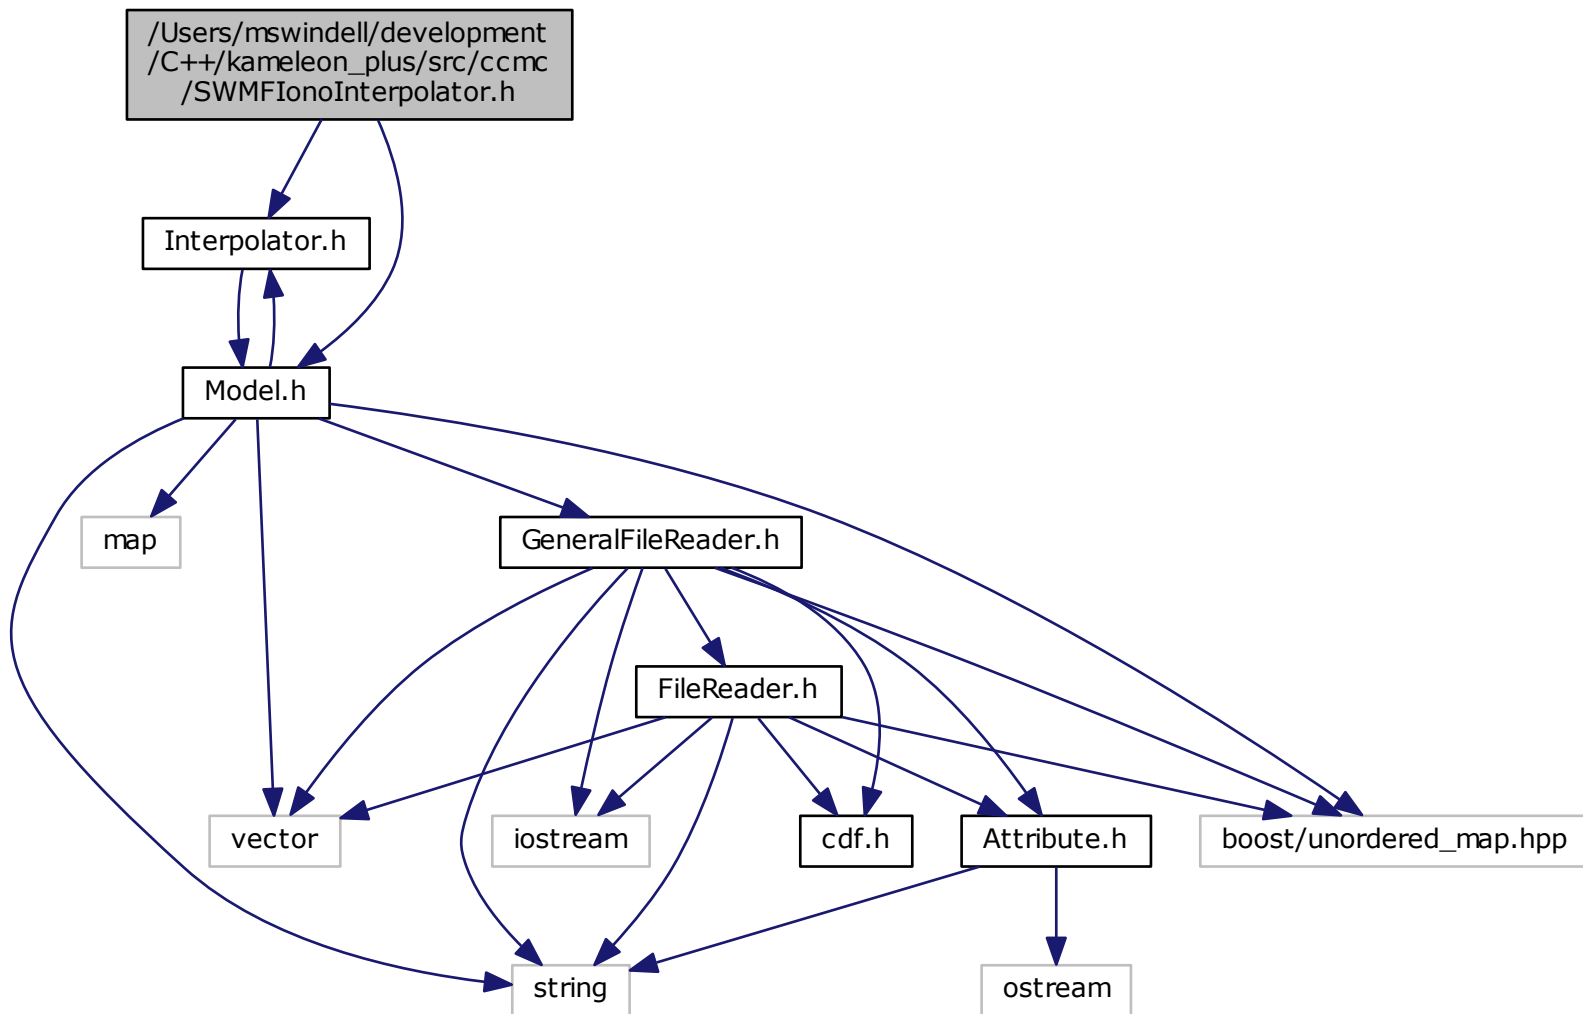 /Users/mswindell/development
/C++/kameleon_plus/src/ccmc
/SWMFIonoInterpolator.h
Interpolator.h
Model.h
map
GeneralFileReader.h
FileReader.h
vector
iostream
cdf.h
Attribute.h
boost/unordered_map.hpp
string
ostream